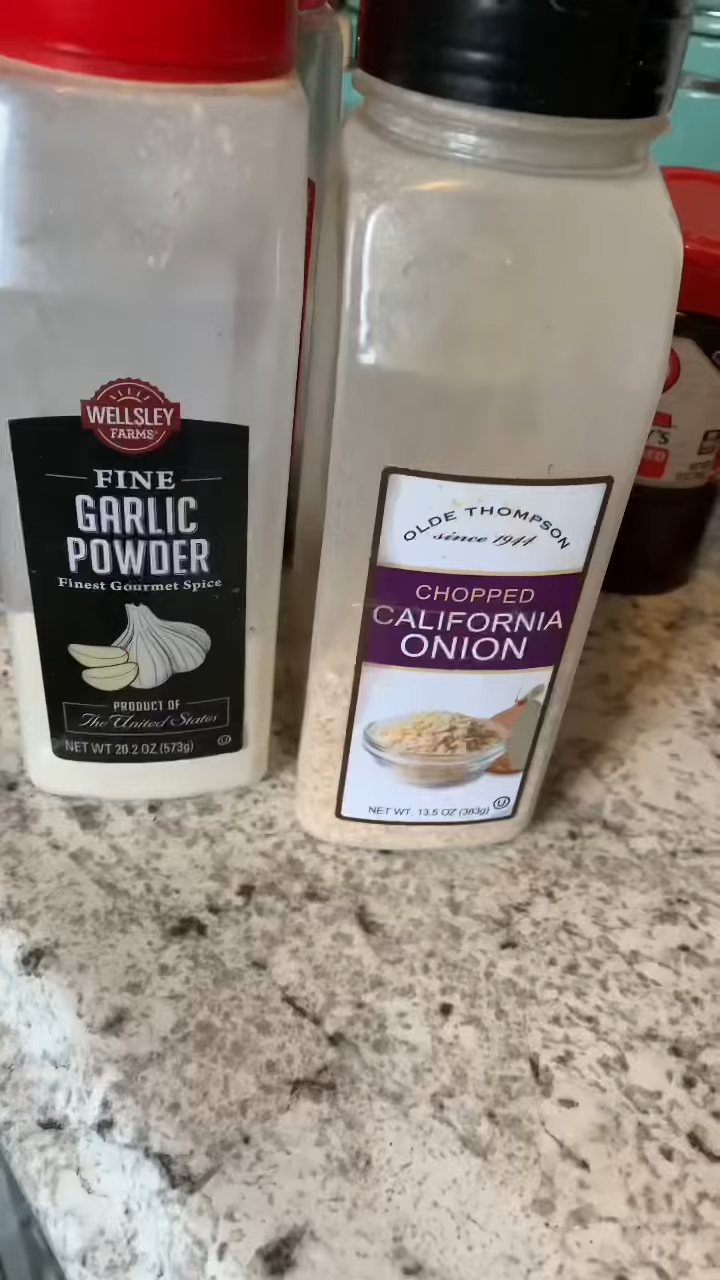 WELLSLEY
FARMS
FINE
GARLIC
POWDER
Finest Gourmet Spice
PRODUCT OF
The United States
NET WT 20.2 OZ (573g)
OLDE THOMPSON
since 1944
CHOPPED
CALIFORNIA
ONION
NET WT. 13.5 OZ (383g)